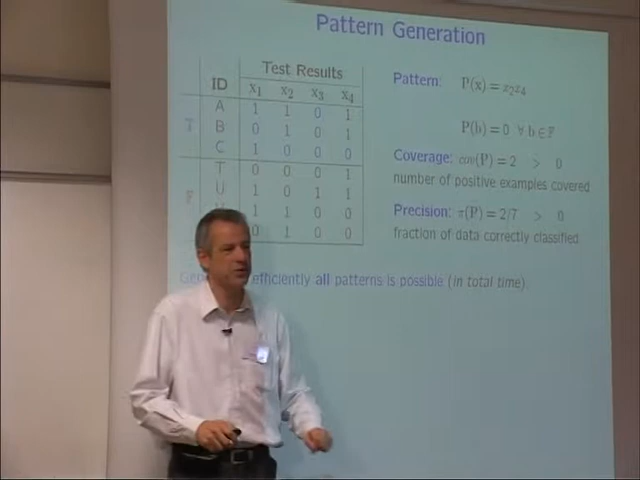 Pattern Generation
Test Results
ID x1 x2 x3 x4
A 1 1 0 1
T B 0 1 0 1
C 1 0 0 0
T 0 0 0 1
F U 1 0 1 1
1 1 0 0
0 1 0 0
Pattern: P(x) = x2x4
P(b) = 0 ∀ b ∈ F
Coverage: cov(P) = 2 > 0
number of positive examples covered
Precision: π(P) = 2/7 > 0
fraction of data correctly classified
efficiently all patterns is possible (in total time)